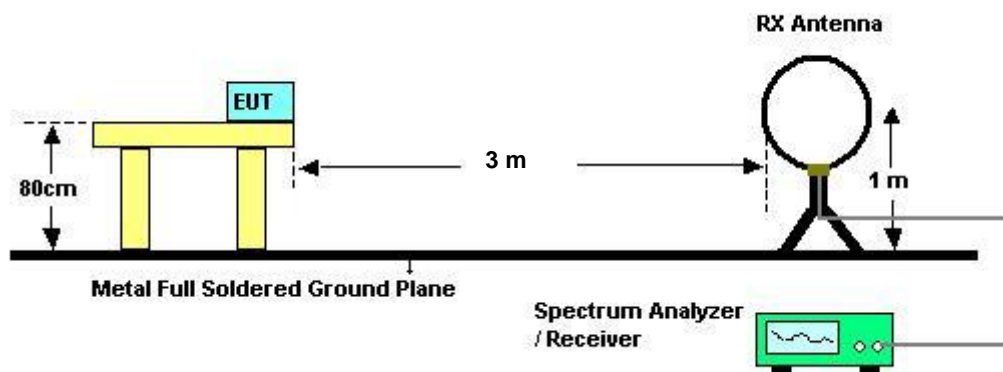 RX Antenna
EUT
3 m
80cm
1 m
Metal Full Soldered Ground Plane
Spectrum Analyzer
/ Receiver